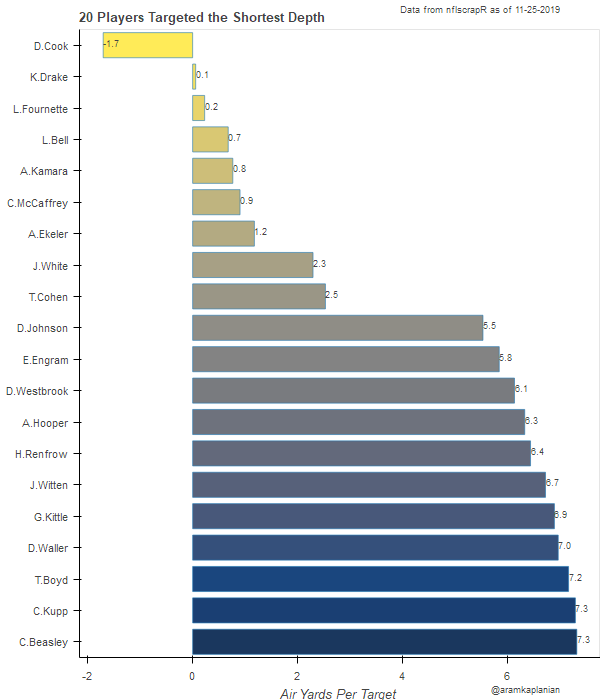 20 Players Targeted the Shortest Depth
Data from nflscrapR as of 11-25-2019
D.Cook -1.7
K.Drake 0.1
L.Fournette 0.2
L.Bell 0.7
A.Kamara 0.8
C.McCaffrey 0.9
A.Ekeler 1.2
J.White 2.3
T.Cohen 2.5
D.Johnson 5.5
E.Engram 5.8
D.Westbrook 6.1
A.Hooper 6.3
H.Renfrow 6.4
J.Witten 6.7
G.Kittle 6.9
D.Waller 7.0
T.Boyd 7.2
C.Kupp 7.3
C.Beasley 7.3
-2 0 2 4 6
Air Yards Per Target
@aramkaplanian